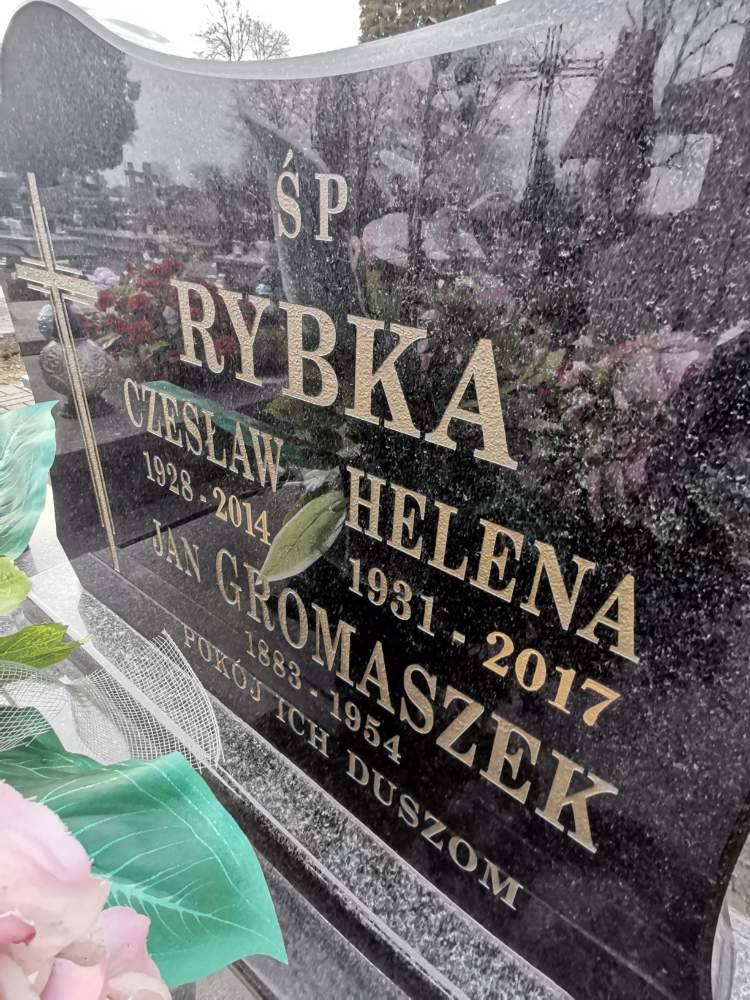 ŚP
RYBKA
CZESŁAW HELENA
1928 - 2014 1931 - 2017
JAN GROMASZEK
1883 - 1954
POKÓJ ICH DUSZOM